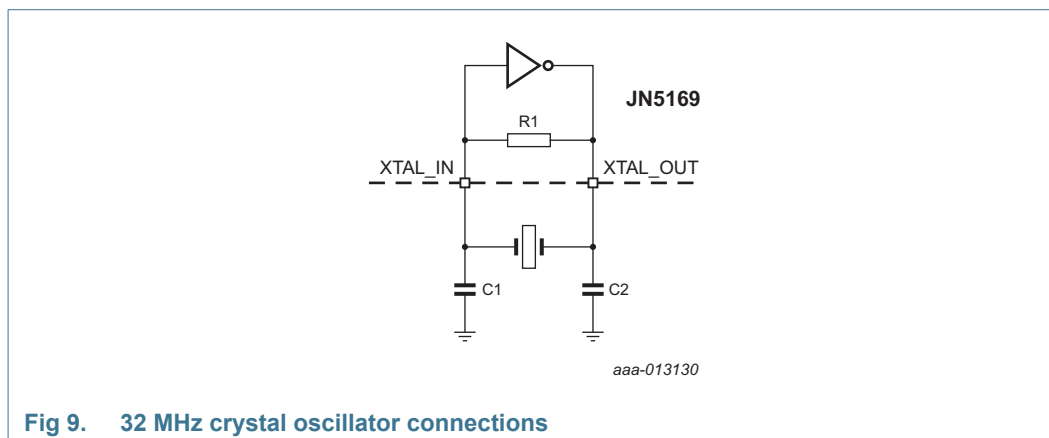 JN5169
R1
XTAL_IN XTAL_OUT
C1 C2
aaa-013130
Fig 9. 32 MHz crystal oscillator connections